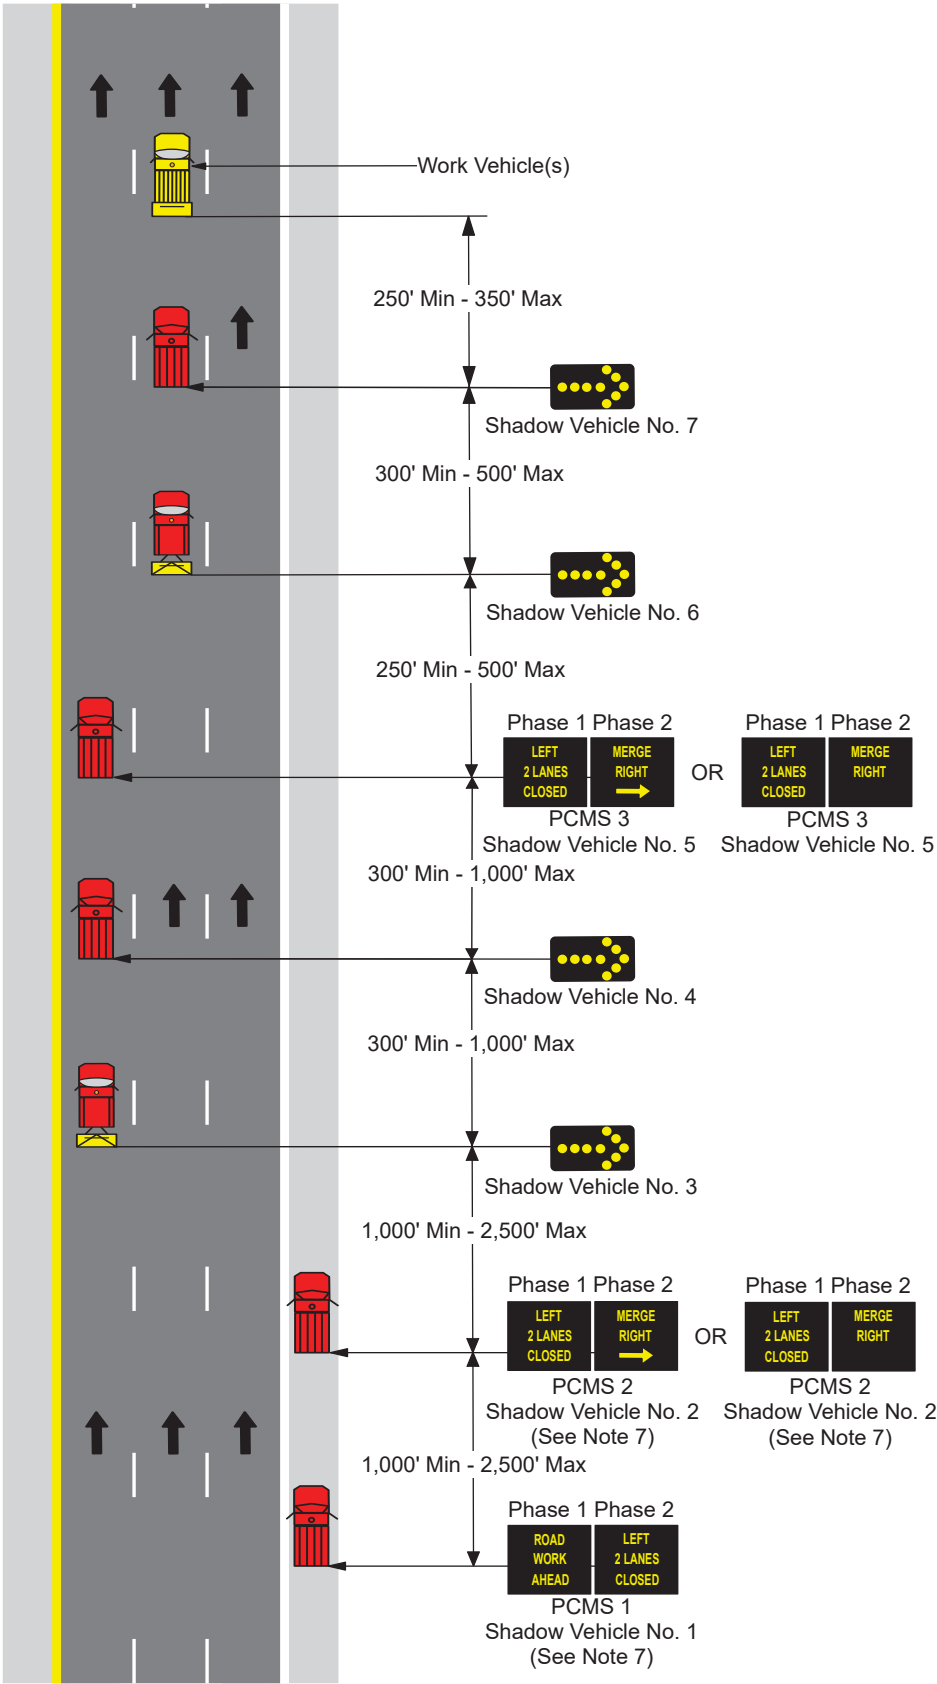 Work Vehicle(s)
250' Min - 350' Max
Shadow Vehicle No. 7
300' Min - 500' Max
Shadow Vehicle No. 6
250' Min - 500' Max
Phase 1 Phase 2
LEFT
2 LANES
CLOSED
MERGE
RIGHT
OR
Phase 1 Phase 2
LEFT
2 LANES
CLOSED
MERGE
RIGHT
PCMS 3
Shadow Vehicle No. 5
PCMS 3
Shadow Vehicle No. 5
300' Min - 1,000' Max
Shadow Vehicle No. 4
300' Min - 1,000' Max
Shadow Vehicle No. 3
1,000' Min - 2,500' Max
Phase 1 Phase 2
LEFT
2 LANES
CLOSED
MERGE
RIGHT
OR
Phase 1 Phase 2
LEFT
2 LANES
CLOSED
MERGE
RIGHT
PCMS 2
Shadow Vehicle No. 2
(See Note 7)
PCMS 2
Shadow Vehicle No. 2
(See Note 7)
1,000' Min - 2,500' Max
Phase 1 Phase 2
ROAD
WORK
AHEAD
LEFT
2 LANES
CLOSED
PCMS 1
Shadow Vehicle No. 1
(See Note 7)